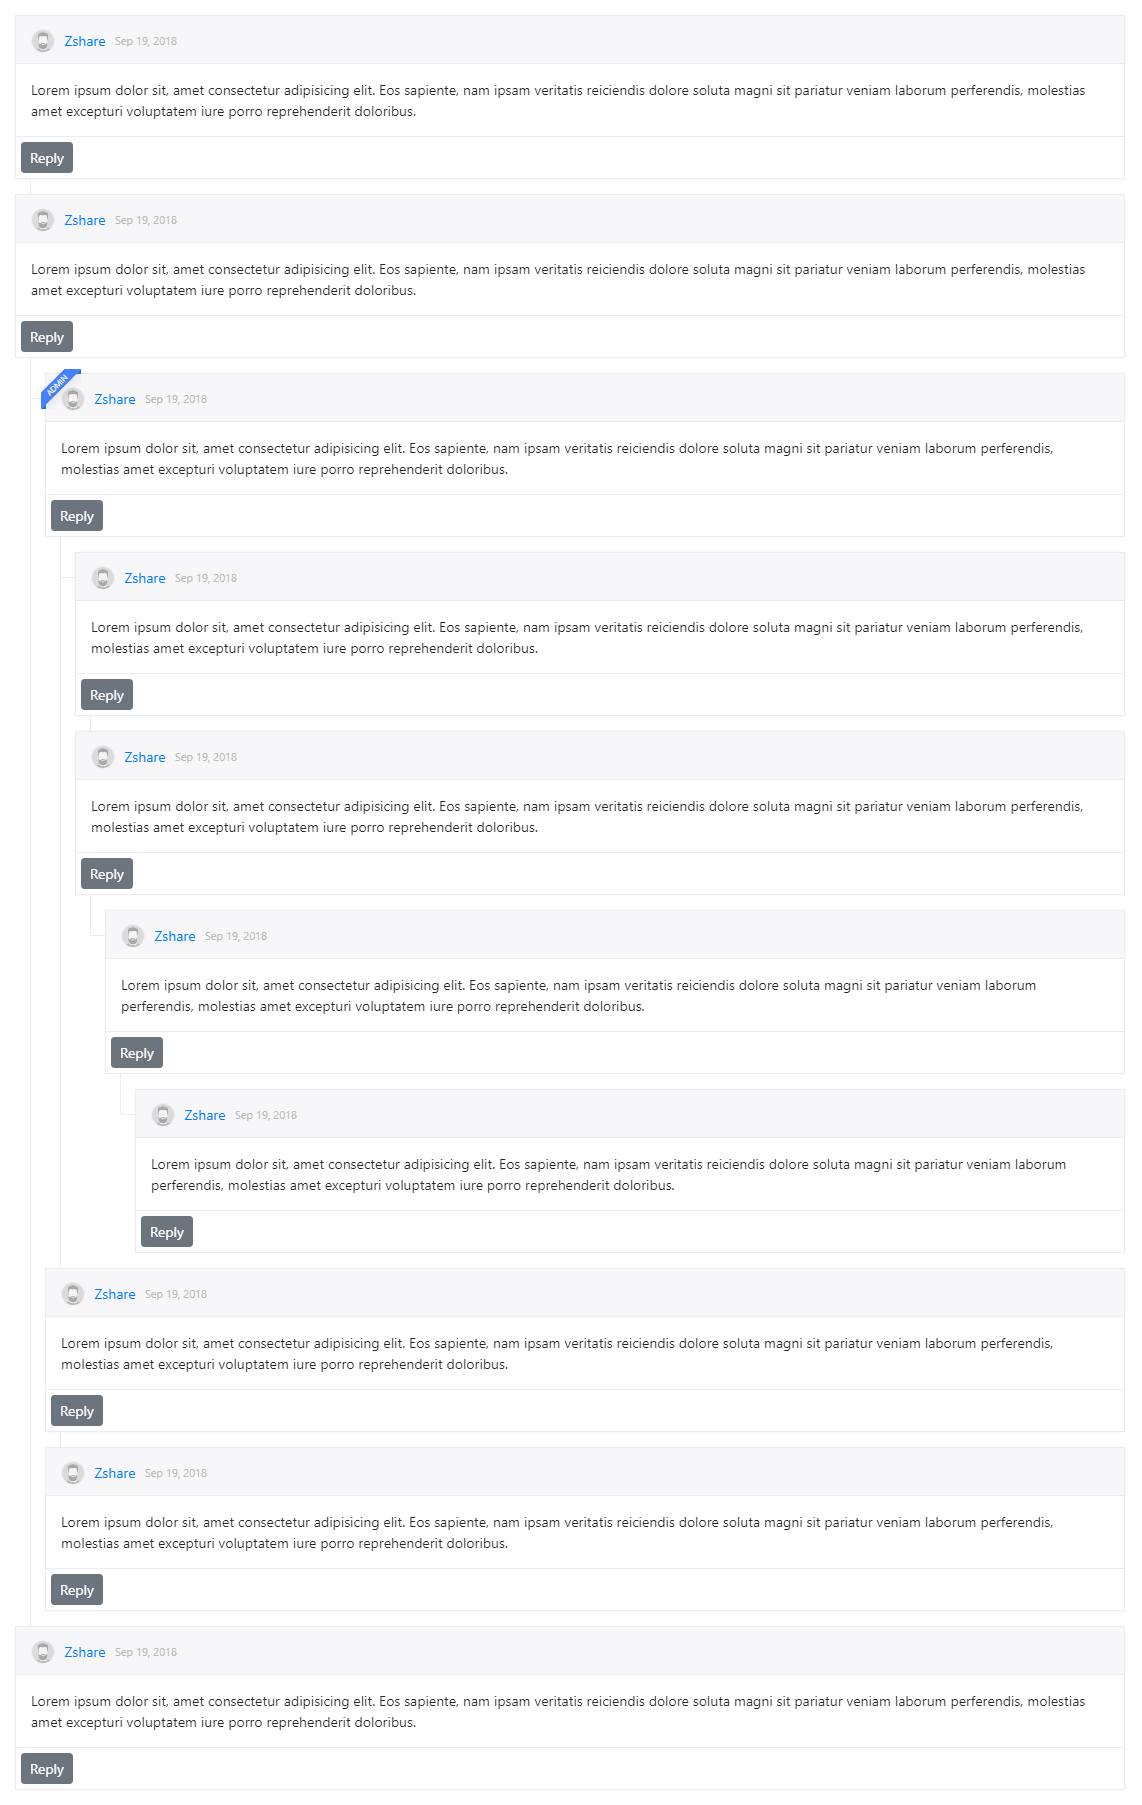 Zshare Sep 19, 2018
Lorem ipsum dolor sit, amet consectetur adipisicing elit. Eos sapiente, nam ipsam veritatis reiciendis dolore soluta magni sit pariatur veniam laborum perferendis, molestias
amet excepturi voluptatem iure porro reprehenderit doloribus.
Reply
Zshare Sep 19, 2018
Lorem ipsum dolor sit, amet consectetur adipisicing elit. Eos sapiente, nam ipsam veritatis reiciendis dolore soluta magni sit pariatur veniam laborum perferendis, molestias
amet excepturi voluptatem iure porro reprehenderit doloribus.
Reply
ADMIN
Zshare Sep 19, 2018
Lorem ipsum dolor sit, amet consectetur adipisicing elit. Eos sapiente, nam ipsam veritatis reiciendis dolore soluta magni sit pariatur veniam laborum perferendis,
molestias amet excepturi voluptatem iure porro reprehenderit doloribus.
Reply
Zshare Sep 19, 2018
Lorem ipsum dolor sit, amet consectetur adipisicing elit. Eos sapiente, nam ipsam veritatis reiciendis dolore soluta magni sit pariatur veniam laborum perferendis,
molestias amet excepturi voluptatem iure porro reprehenderit doloribus.
Reply
Zshare Sep 19, 2018
Lorem ipsum dolor sit, amet consectetur adipisicing elit. Eos sapiente, nam ipsam veritatis reiciendis dolore soluta magni sit pariatur veniam laborum perferendis,
molestias amet excepturi voluptatem iure porro reprehenderit doloribus.
Reply
Zshare Sep 19, 2018
Lorem ipsum dolor sit, amet consectetur adipisicing elit. Eos sapiente, nam ipsam veritatis reiciendis dolore soluta magni sit pariatur veniam laborum
perferendis, molestias amet excepturi voluptatem iure porro reprehenderit doloribus.
Reply
Zshare Sep 19, 2018
Lorem ipsum dolor sit, amet consectetur adipisicing elit. Eos sapiente, nam ipsam veritatis reiciendis dolore soluta magni sit pariatur veniam laborum
perferendis, molestias amet excepturi voluptatem iure porro reprehenderit doloribus.
Reply
Zshare Sep 19, 2018
Lorem ipsum dolor sit, amet consectetur adipisicing elit. Eos sapiente, nam ipsam veritatis reiciendis dolore soluta magni sit pariatur veniam laborum perferendis,
molestias amet excepturi voluptatem iure porro reprehenderit doloribus.
Reply
Zshare Sep 19, 2018
Lorem ipsum dolor sit, amet consectetur adipisicing elit. Eos sapiente, nam ipsam veritatis reiciendis dolore soluta magni sit pariatur veniam laborum perferendis,
molestias amet excepturi voluptatem iure porro reprehenderit doloribus.
Reply
Zshare Sep 19, 2018
Lorem ipsum dolor sit, amet consectetur adipisicing elit. Eos sapiente, nam ipsam veritatis reiciendis dolore soluta magni sit pariatur veniam laborum perferendis, molestias
amet excepturi voluptatem iure porro reprehenderit doloribus.
Reply